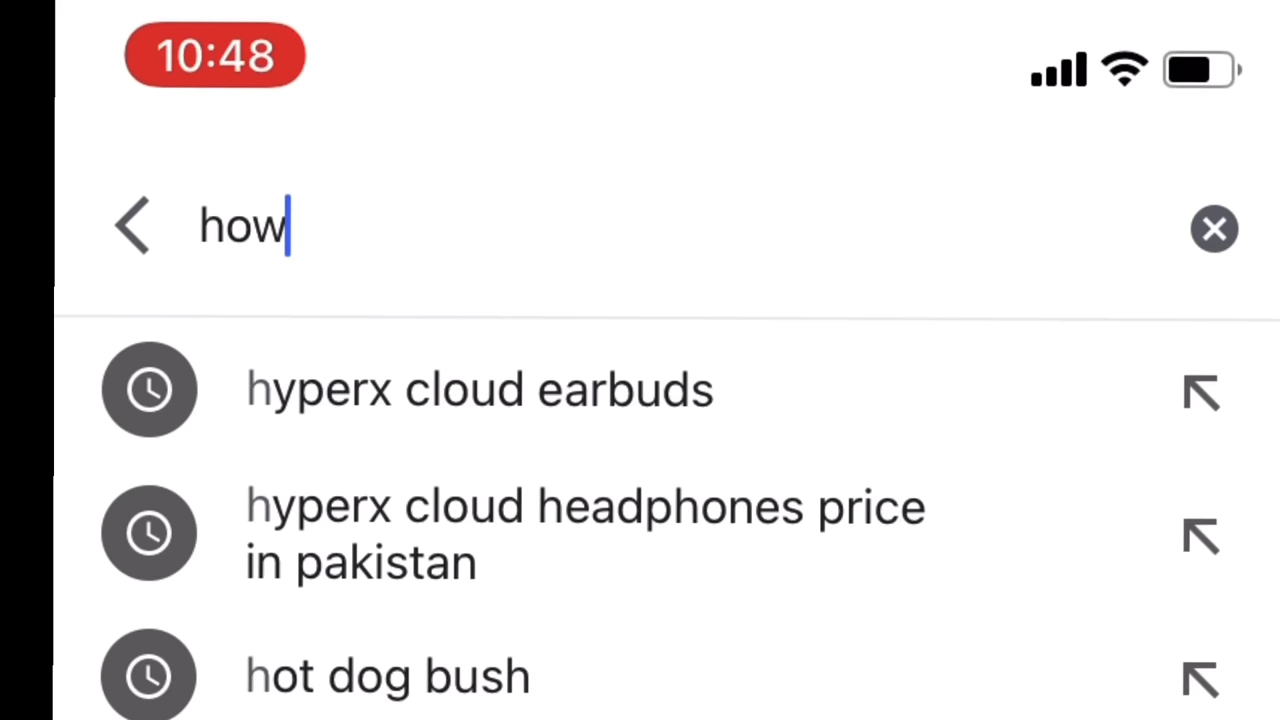 10:48
how
hyperx cloud earbuds
hyperx cloud headphones price
in pakistan
hot dog bush